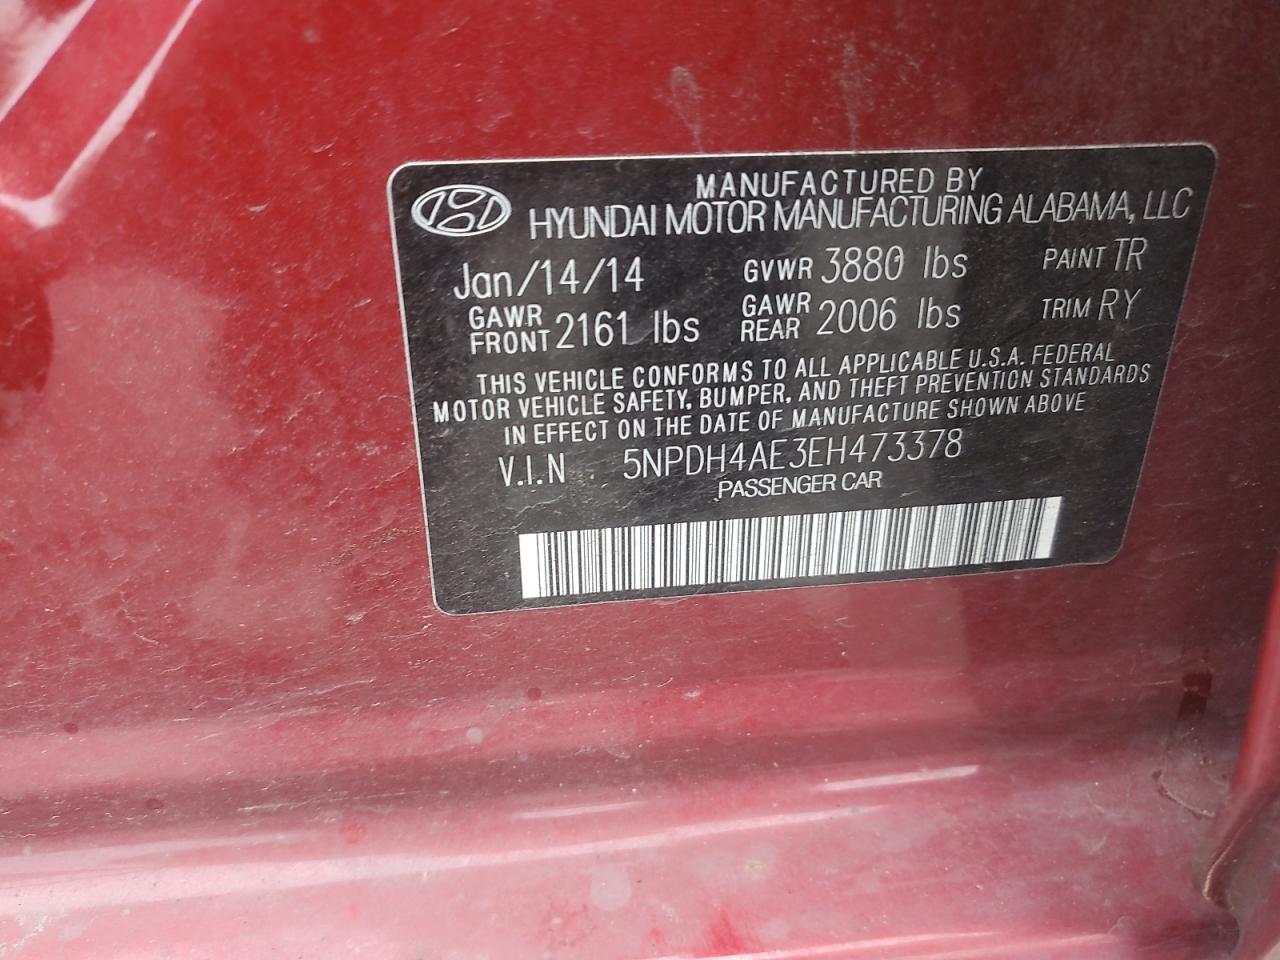 MANUFACTURED BY
HYUNDAI MOTOR MANUFACTURING ALABAMA, LLC
Jan/14/14 GVWR 3880 lbs PAINT TR
GAWR FRONT 2161 lbs GAWR REAR 2006 lbs TRIM RY
THIS VEHICLE CONFORMS TO ALL APPLICABLE U.S.A. FEDERAL
MOTOR VEHICLE SAFETY, BUMPER, AND THEFT PREVENTION STANDARDS
IN EFFECT ON THE DATE OF MANUFACTURE SHOWN ABOVE
V.I.N 5NPDH4AE3EH473378
PASSENGER CAR